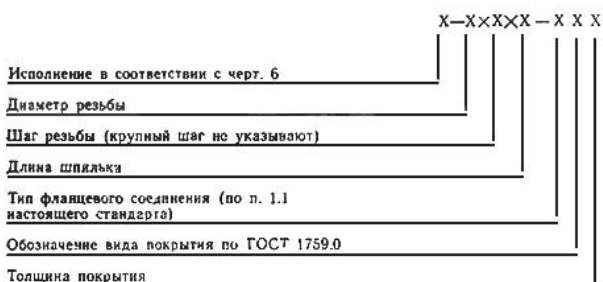 X—X×X×X — X X X
Исполнение в соответствии с черт. 6
Диаметр резьбы
Шаг резьбы (крупный шаг не указывают)
Длина шпильки
Тип фланцевого соединения (по п. 1.1
настоящего стандарта)
Обозначение вида покрытия по ГОСТ 1759.0
Толщина покрытия